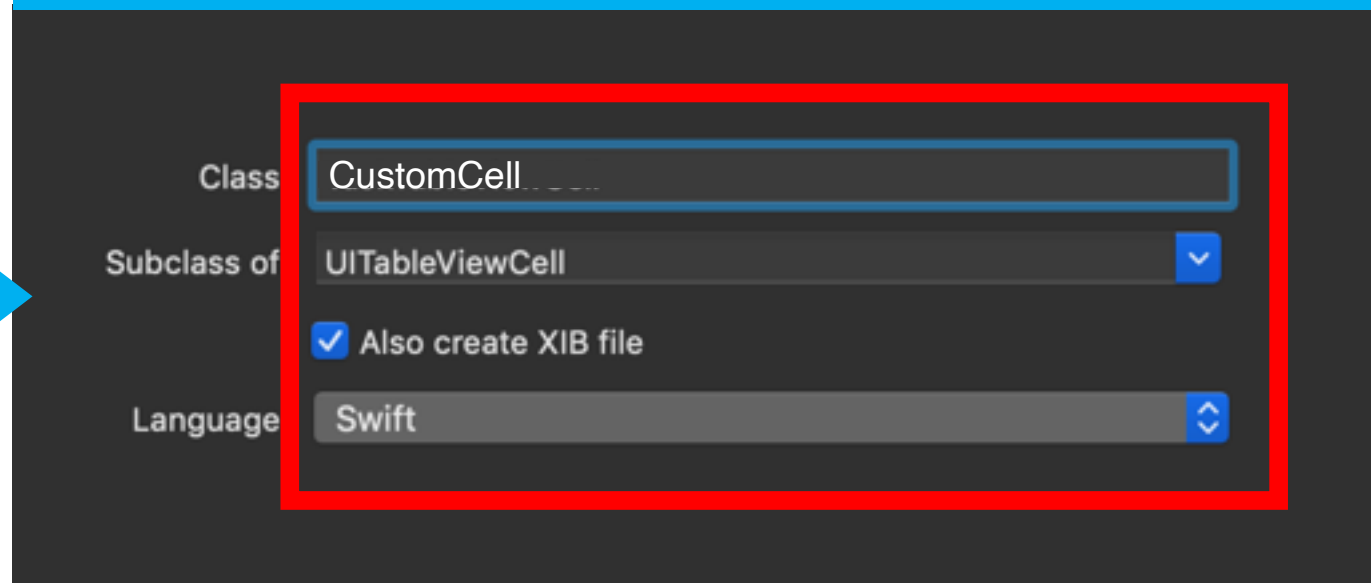 Class CustomCell
Subclass of UITableViewCell
Also create XIB file
Language Swift